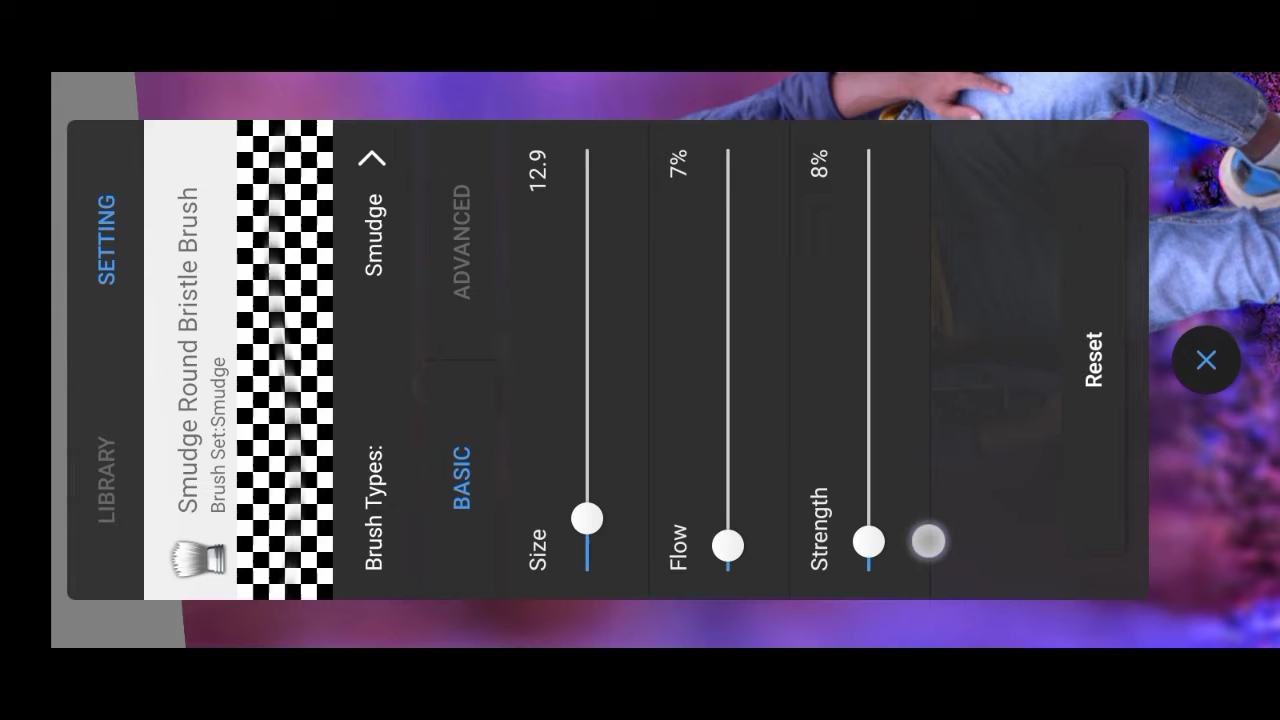 LIBRARY SETTING
Smudge Round Bristle Brush
Brush Set:Smudge
Brush Types: Smudge
BASIC ADVANCED
Size 12.9
Flow 7%
Strength 8%
Reset